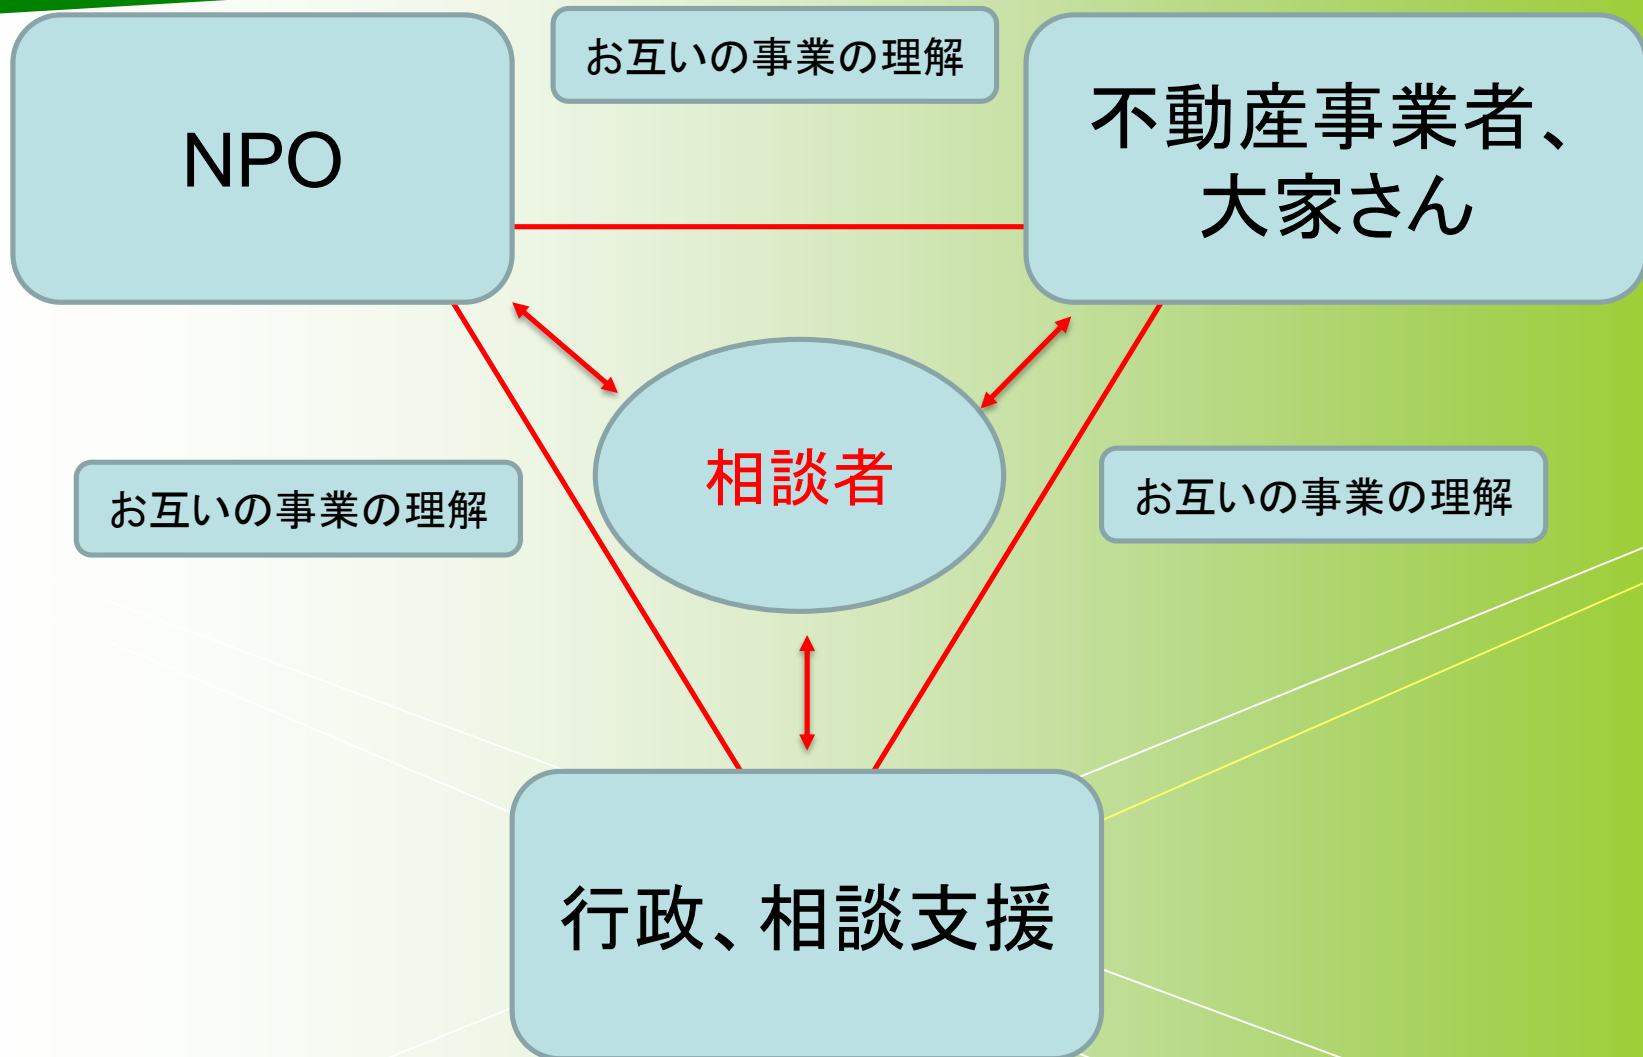 お互いの事業の理解
NPO
不動産事業者、
大家さん
相談者
お互いの事業の理解
お互いの事業の理解
行政、相談支援